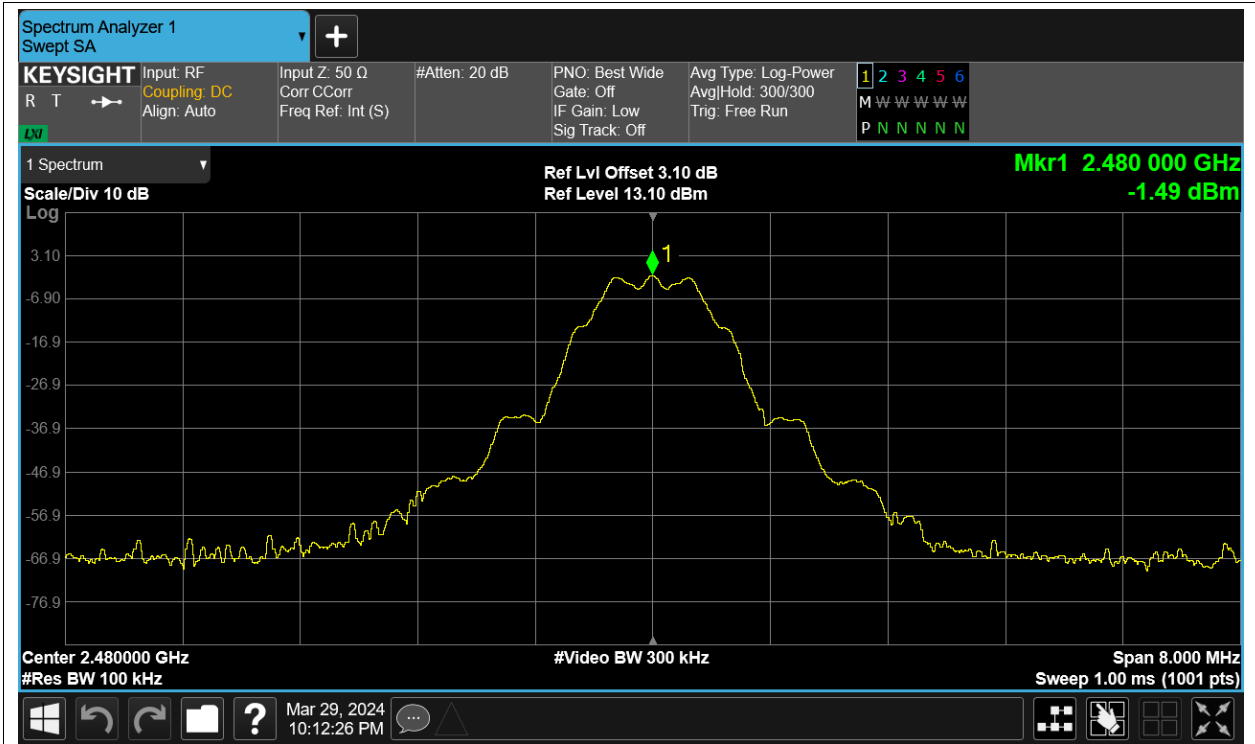 Spectrum Analyzer 1
Swept SA
KEYSIGHT
R T
LXI
Input: RF
Coupling: DC
Align: Auto
Input Z: 50 Ω
Corr CCorr
Freq Ref: Int (S)
#Atten: 20 dB
PNO: Best Wide
Gate: Off
IF Gain: Low
Sig Track: Off
Avg Type: Log-Power
Avg|Hold: 300/300
Trig: Free Run
1 2 3 4 5 6
M W W W W W
P N N N N N
1 Spectrum
Scale/Div 10 dB
Log
Ref Lvl Offset 3.10 dB
Ref Level 13.10 dBm
Mkr1 2.480 000 GHz
-1.49 dBm
1
3.10
-6.90
-16.9
-26.9
-36.9
-46.9
-56.9
-66.9
-76.9
Center 2.480000 GHz
#Video BW 300 kHz
Span 8.000 MHz
#Res BW 100 kHz
Sweep 1.00 ms (1001 pts)
?
Mar 29, 2024
10:12:26 PM